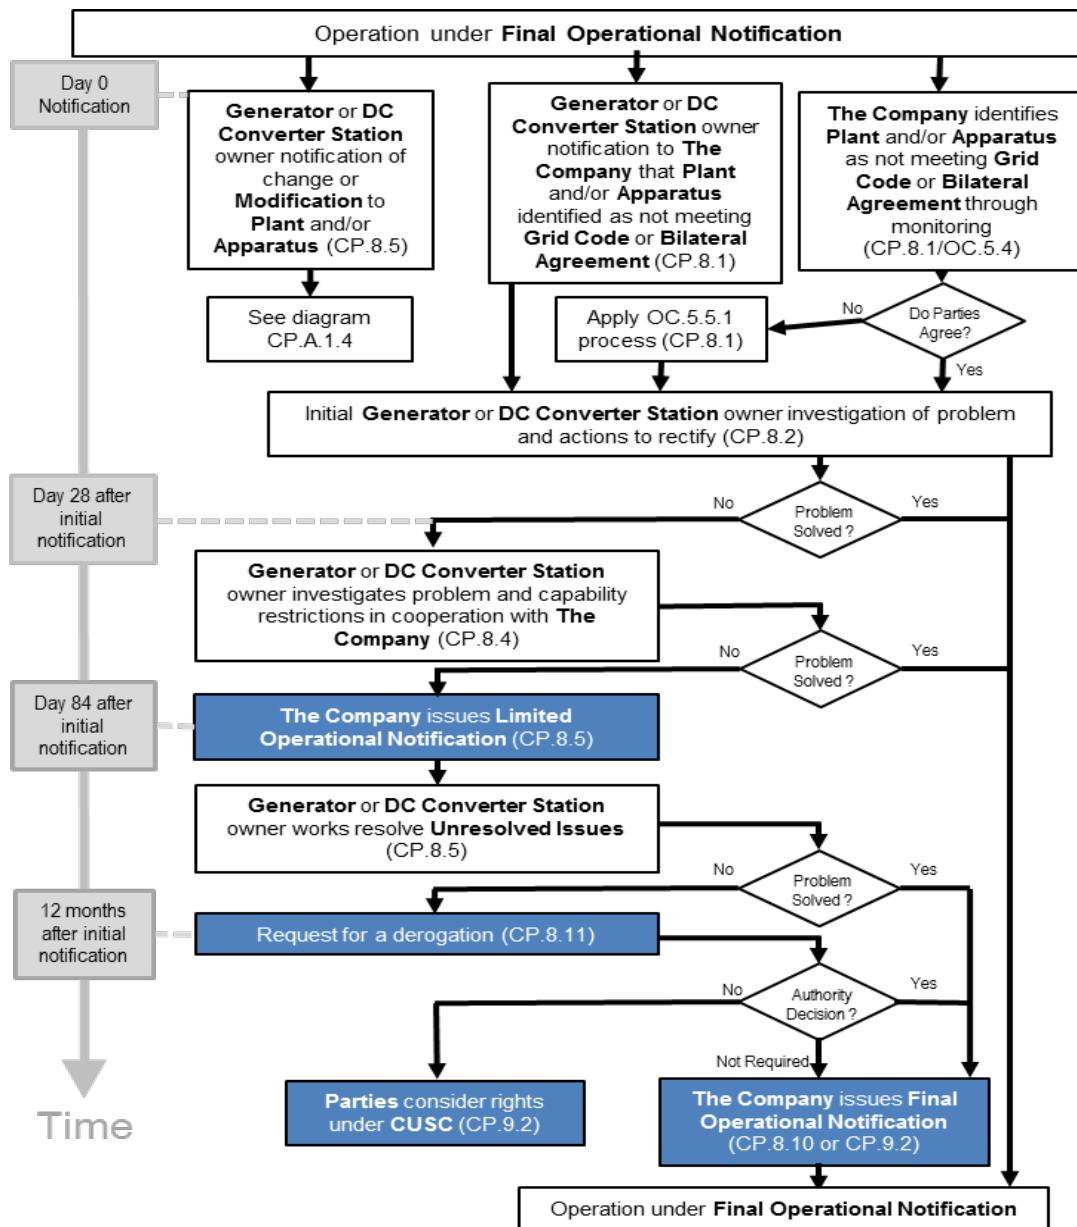 Operation under Final Operational Notification
Day 0
Notification
Generator or DC
Converter Station
owner notification of
change or
Modification to
Plant and/or
Apparatus (CP.8.5)
Generator or DC
Converter Station owner
notification to The
Company that Plant
and/or Apparatus
identified as not meeting
Grid Code or Bilateral
Agreement (CP.8.1)
The Company identifies
Plant and/or Apparatus
as not meeting Grid
Code or Bilateral
Agreement through
monitoring
(CP.8.1/OC.5.4)
See diagram
CP.A.1.4
Apply OC.5.5.1
process (CP.8.1)
No
Do Parties
Agree?
Yes
Initial Generator or DC Converter Station owner investigation of problem
and actions to rectify (CP.8.2)
Day 28 after
initial
notification
No
Problem
Solved ?
Yes
Generator or DC Converter Station
owner investigates problem and capability
restrictions in cooperation with The
Company (CP.8.4)
No
Problem
Solved ?
Yes
Day 84 after
initial
notification
The Company issues Limited
Operational Notification (CP.8.5)
Generator or DC Converter Station
owner works resolve Unresolved Issues
(CP.8.5)
No
Problem
Solved ?
Yes
12 months
after initial
notification
Request for a derogation (CP.8.11)
No
Authority
Decision ?
Yes
Not Required
Time
Parties consider rights
under CUSC (CP.9.2)
The Company issues Final
Operational Notification
(CP.8.10 or CP.9.2)
Operation under Final Operational Notification